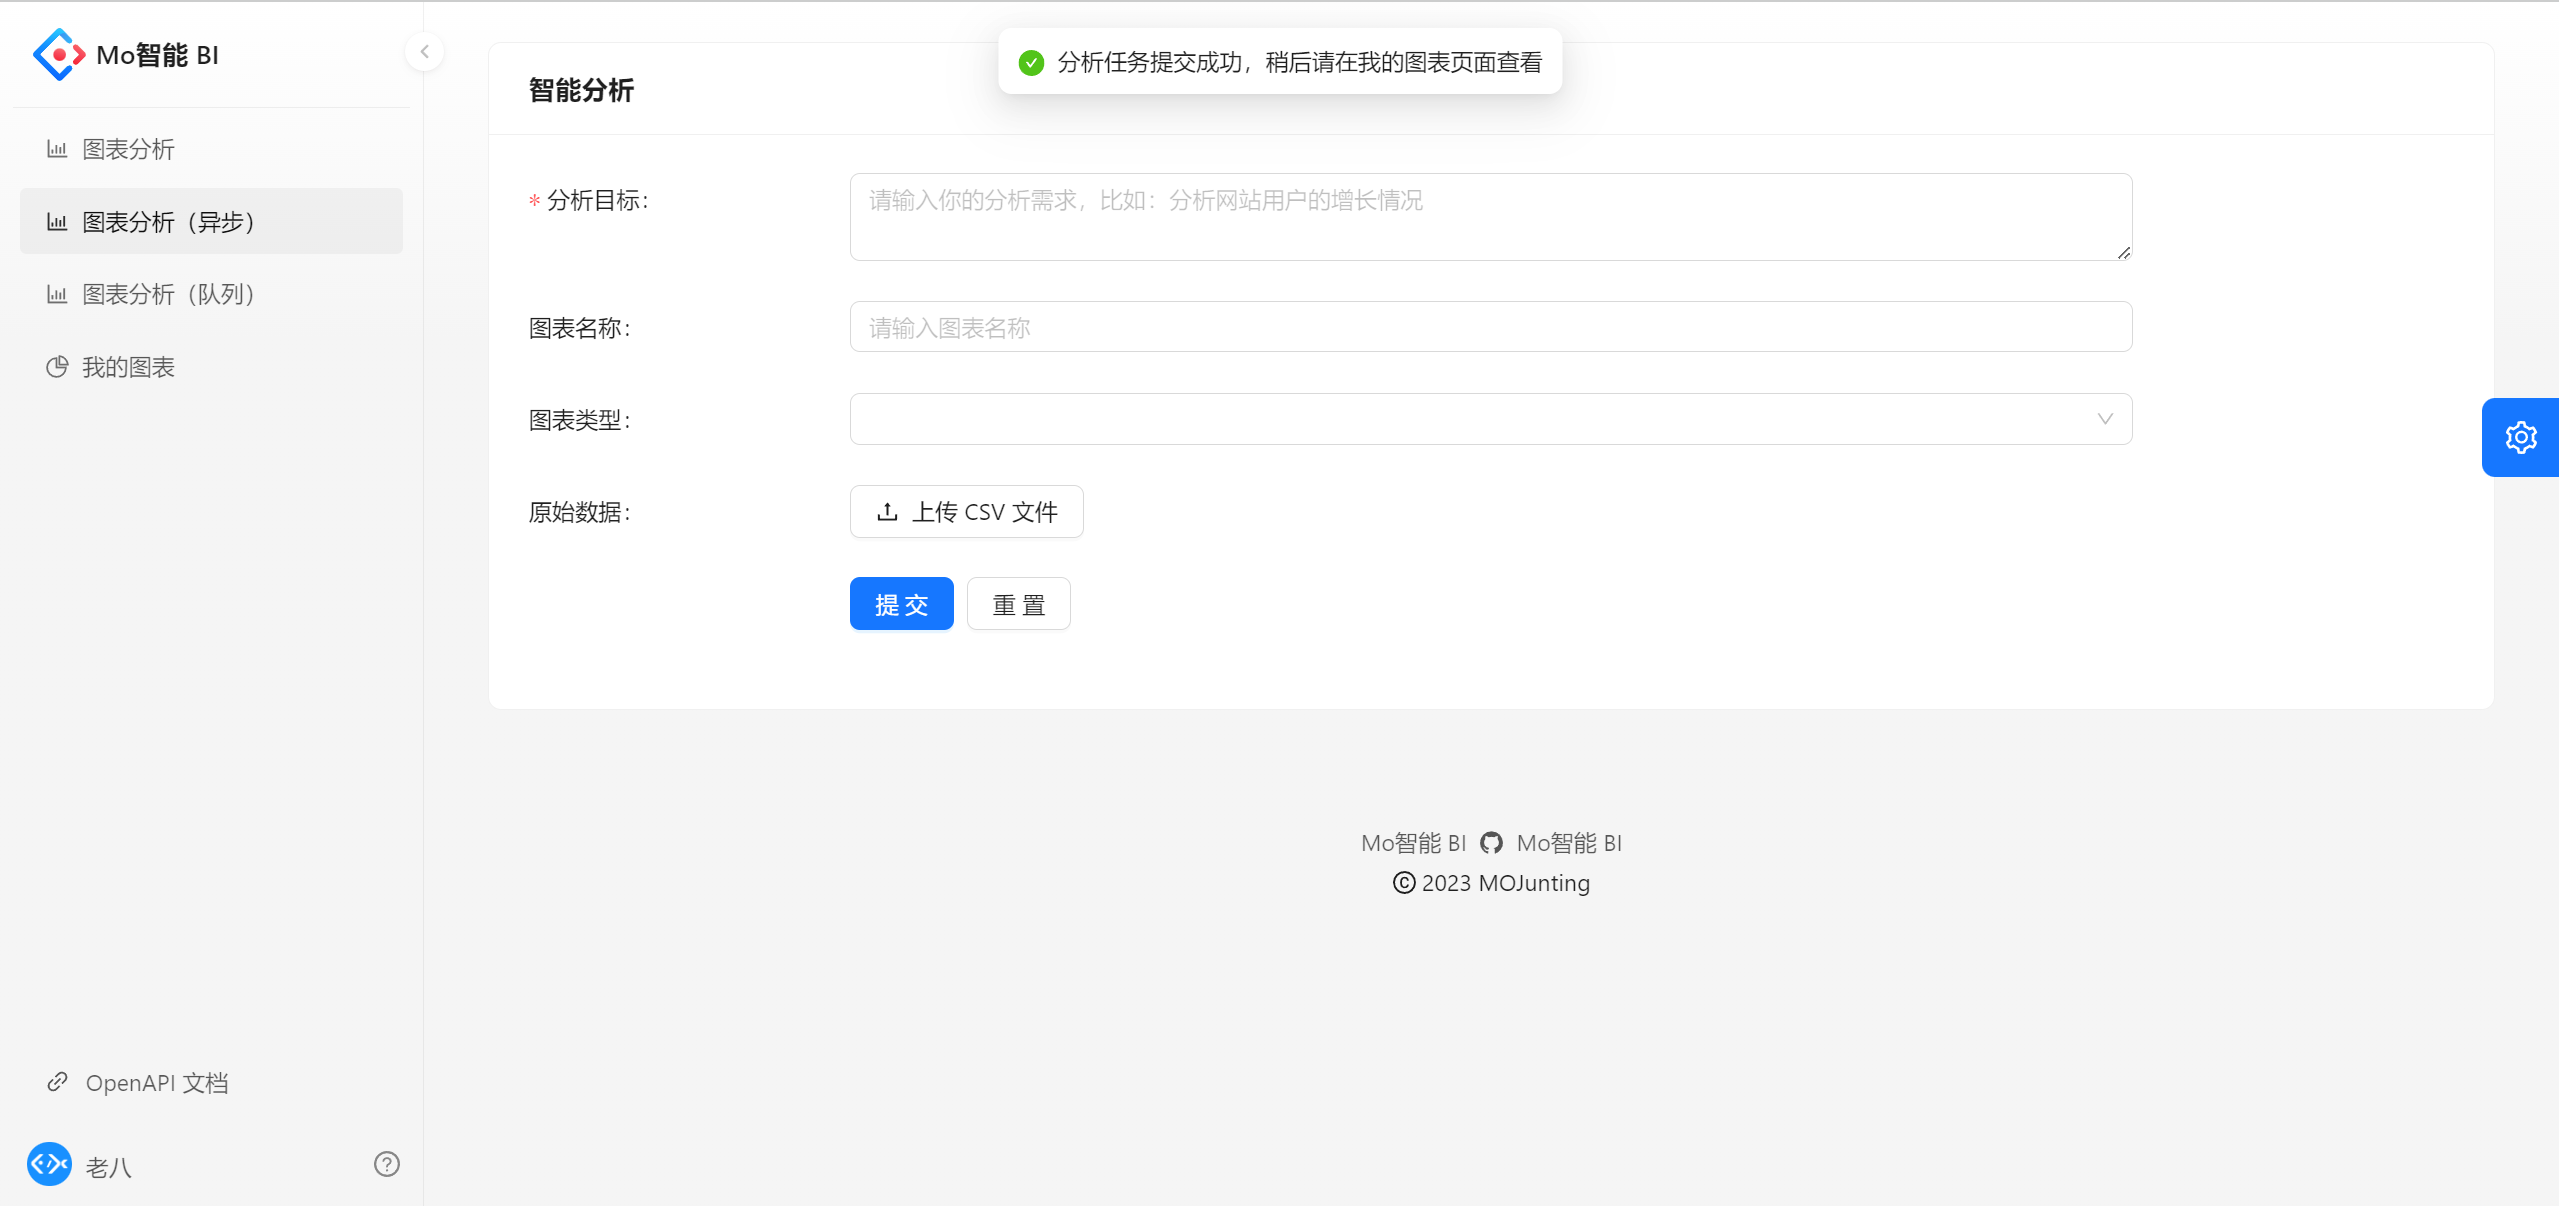 Mo智能 BI
图表分析
图表分析（异步）
图表分析（队列）
我的图表
OpenAPI 文档
老八
分析任务提交成功，稍后请在我的图表页面查看
智能分析
* 分析目标：
请输入你的分析需求，比如：分析网站用户的增长情况
图表名称：
请输入图表名称
图表类型：
原始数据：
上传 CSV 文件
提 交
重 置
Mo智能 BI Mo智能 BI
© 2023 MOJunting